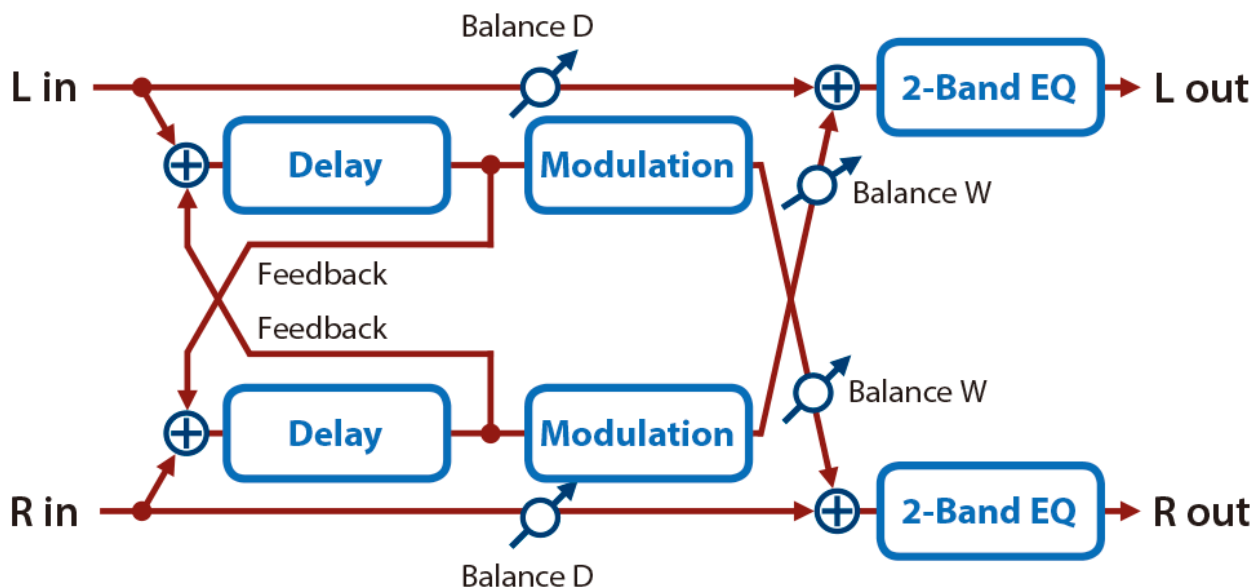 Balance D
L in
2-Band EQ
L out
Delay
Modulation
Balance W
Feedback
Feedback
Balance W
Delay
Modulation
R in
2-Band EQ
R out
Balance D